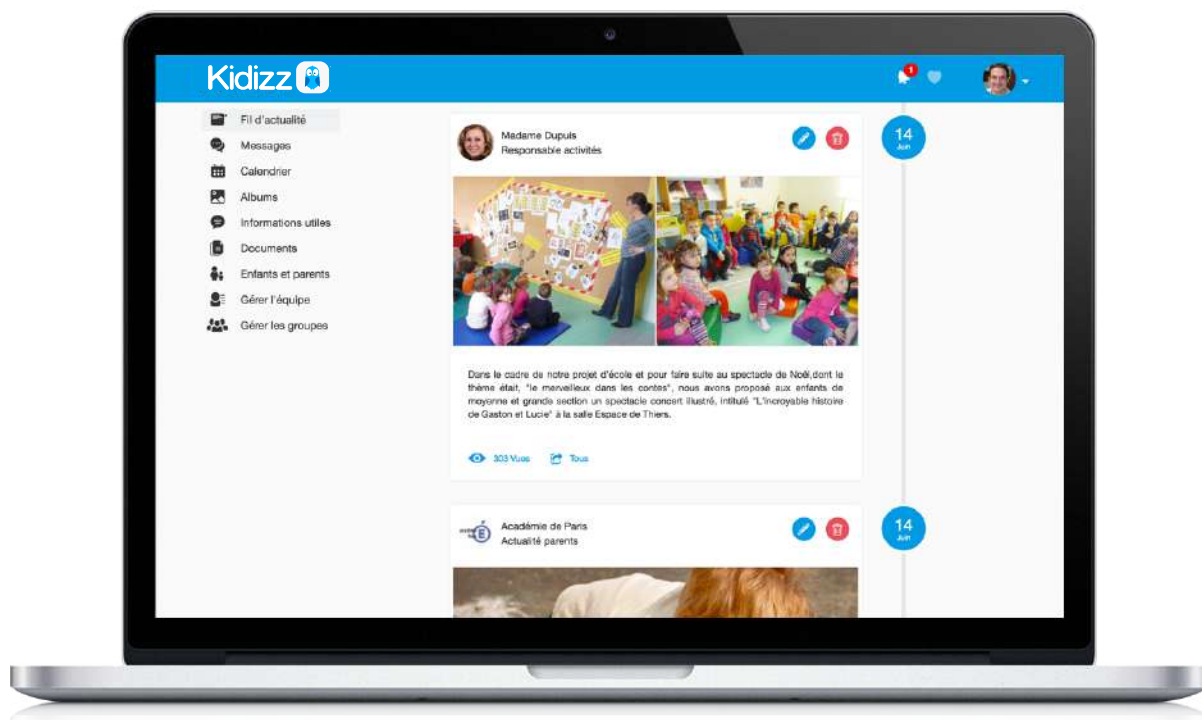 Kidizz
1
Fil d'actualité
Messages
Calendrier
Albums
Informations utiles
Documents
Enfants et parents
Gérer l'équipe
Gérer les groupes
Madame Dupuis
Responsable activités
14
Juin
Dans le cadre de notre projet d'école et pour faire suite au spectacle de Noël,dont le
thème était, "le merveilleux dans les contes", nous avons proposé aux enfants de
moyenne et grande section un spectacle concert illustré, intitulé "L'incroyable histoire
de Gaston et Lucie" à la salle Espace de Thiers.
303 Vues
Tous
Académie de Paris
Actualité parents
14
Juin